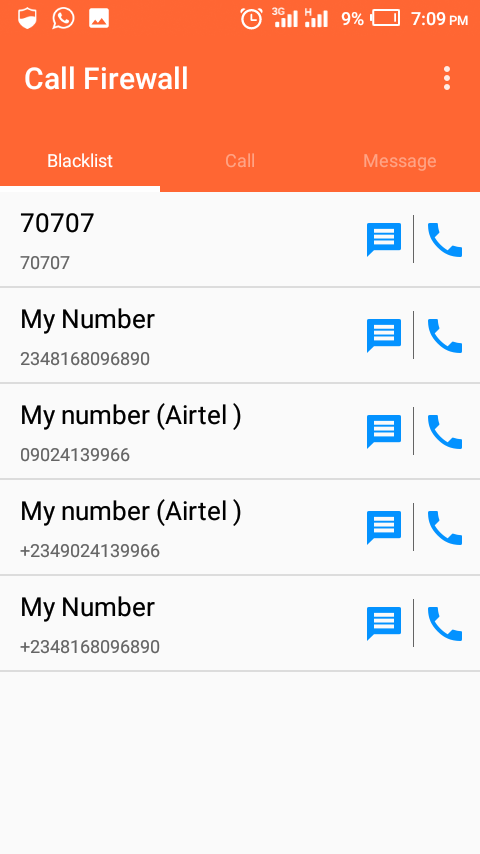 3G H 9% 7:09 PM
Call Firewall
Blacklist Call Message
70707
70707
My Number
2348168096890
My number (Airtel )
09024139966
My number (Airtel )
+2349024139966
My Number
+2348168096890